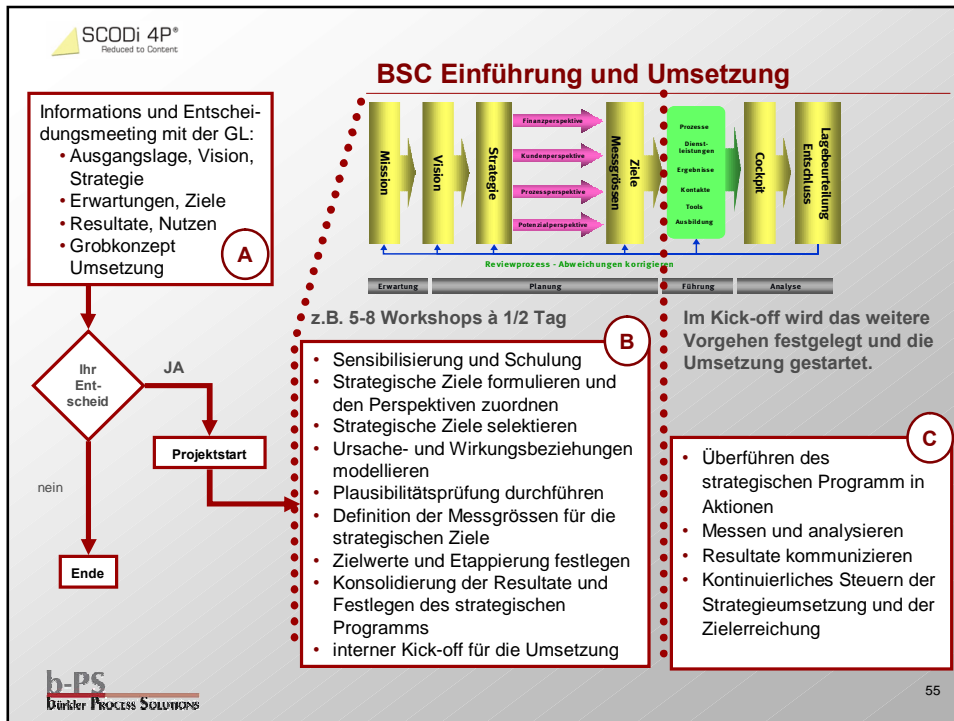 SCODi 4P®
Reduced to Content
BSC Einführung und Umsetzung
Informations und Entschei-
dungsmeeting mit der GL:
• Ausgangslage, Vision,
Strategie
• Erwartungen, Ziele
• Resultate, Nutzen
• Grobkonzept
Umsetzung
A
Mission
Vision
Strategie
Finanzperspektive
Kundenperspektive
Prozessperspektive
Potenzialperspektive
Ziele
Messgrössen
Prozesse
Dienst-
leistungen
Ergebnisse
Kontakte
Tools
Ausbildung
Cockpit
Lagebeurteilung
Entschluss
Reviewprozess - Abweichungen korrigieren
Erwartung
Planung
Führung
Analyse
z.B. 5-8 Workshops à 1/2 Tag
Im Kick-off wird das weitere
Vorgehen festgelegt und die
Umsetzung gestartet.
Ihr
Ent-
scheid
JA
nein
Projektstart
Ende
B
• Sensibilisierung und Schulung
• Strategische Ziele formulieren und
den Perspektiven zuordnen
• Strategische Ziele selektieren
• Ursache- und Wirkungsbeziehungen
modellieren
• Plausibilitätsprüfung durchführen
• Definition der Messgrössen für die
strategischen Ziele
• Zielwerte und Etappierung festlegen
• Konsolidierung der Resultate und
Festlegen des strategischen
Programms
• interner Kick-off für die Umsetzung
C
• Überführen des
strategischen Programm in
Aktionen
• Messen und analysieren
• Resultate kommunizieren
• Kontinuierliches Steuern der
Strategieumsetzung und der
Zielerreichung
b-PS
Bürkler PROCESS SOLUTIONS
55